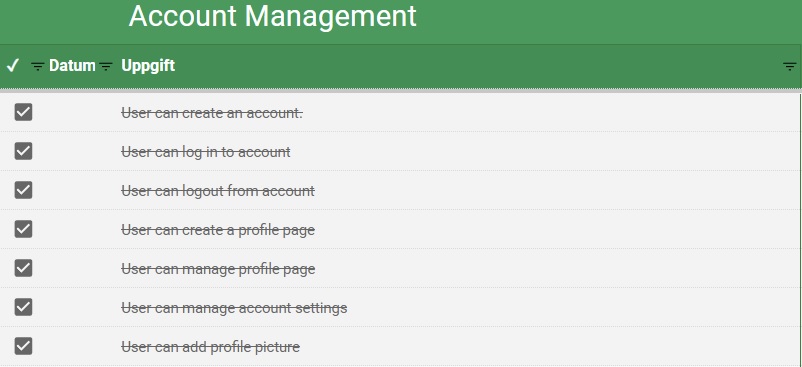 Account Management
✓ Datum Uppgift
User can create an account.
User can log in to account
User can logout from account
User can create a profile page
User can manage profile page
User can manage account settings
User can add profile picture